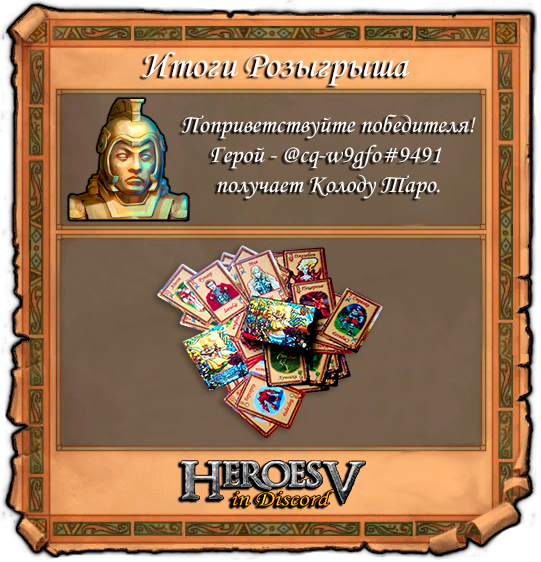 Итоги Розыгрыша
Поприветствуйте победителя!
Герой - @cq-w9gfo#9491
получает Колоду Таро.
HEROES V
in Discord